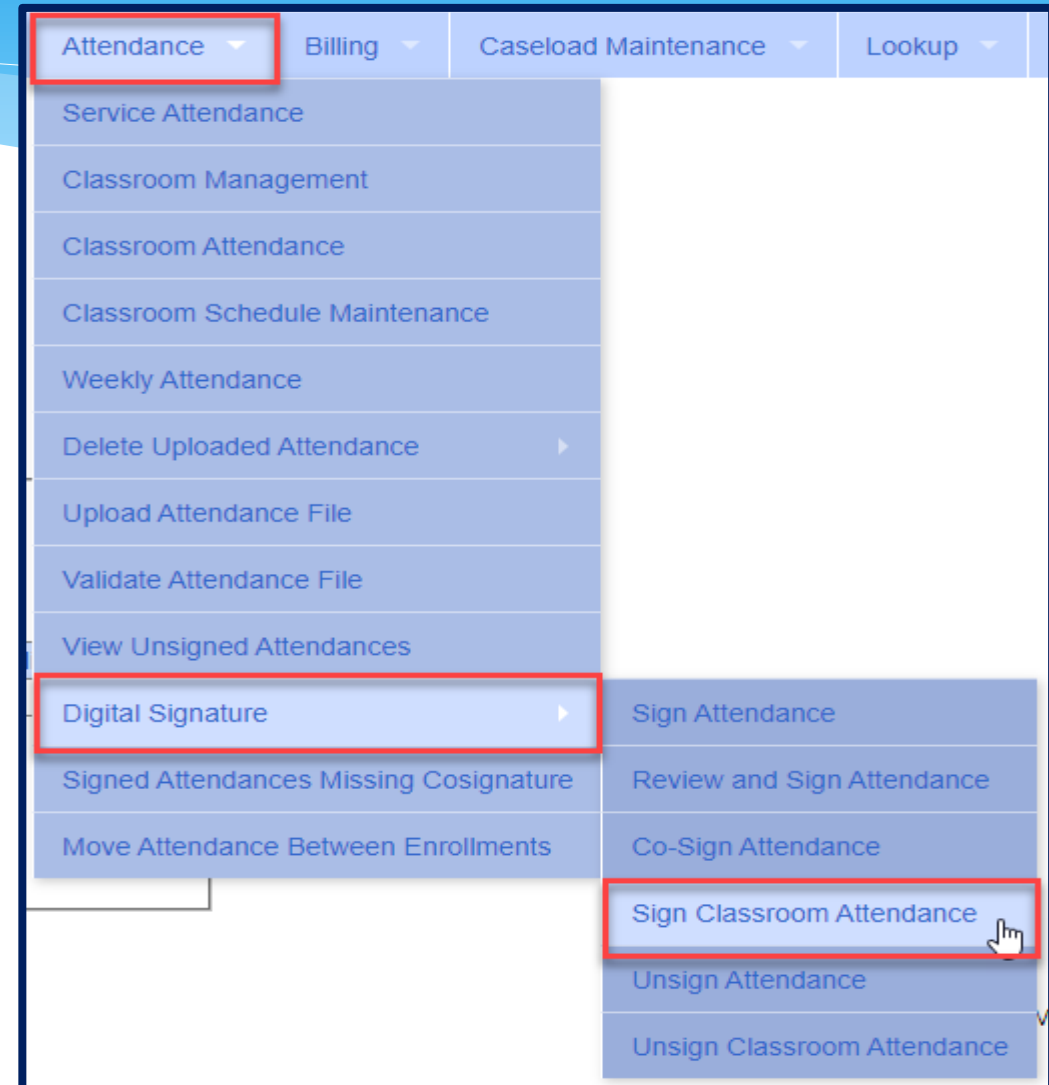 Attendance Billing Caseload Maintenance Lookup
Service Attendance
Classroom Management
Classroom Attendance
Classroom Schedule Maintenance
Weekly Attendance
Delete Uploaded Attendance
Upload Attendance File
Validate Attendance File
View Unsigned Attendances
Digital Signature
Signed Attendances Missing Cosignature
Move Attendance Between Enrollments
Sign Attendance
Review and Sign Attendance
Co-Sign Attendance
Sign Classroom Attendance
Unsign Attendance
Unsign Classroom Attendance